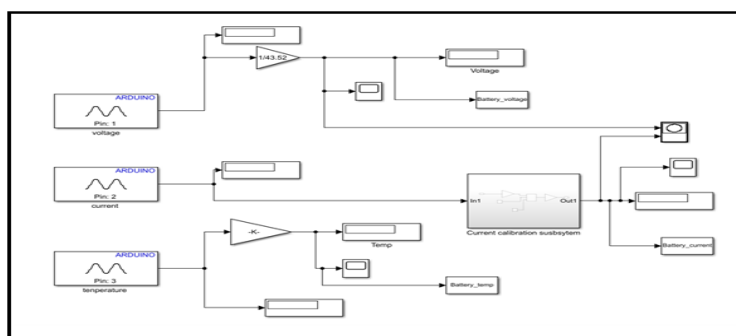 1/43.52
Voltage
ARDUINO
Pin: 1
voltage
Battery_voltage
ARDUINO
Pin: 2
current
In1
Out1
Current calibration susbsytem
Battery_current
-K-
Temp
ARDUINO
Pin: 3
tenperature
Battery_temp